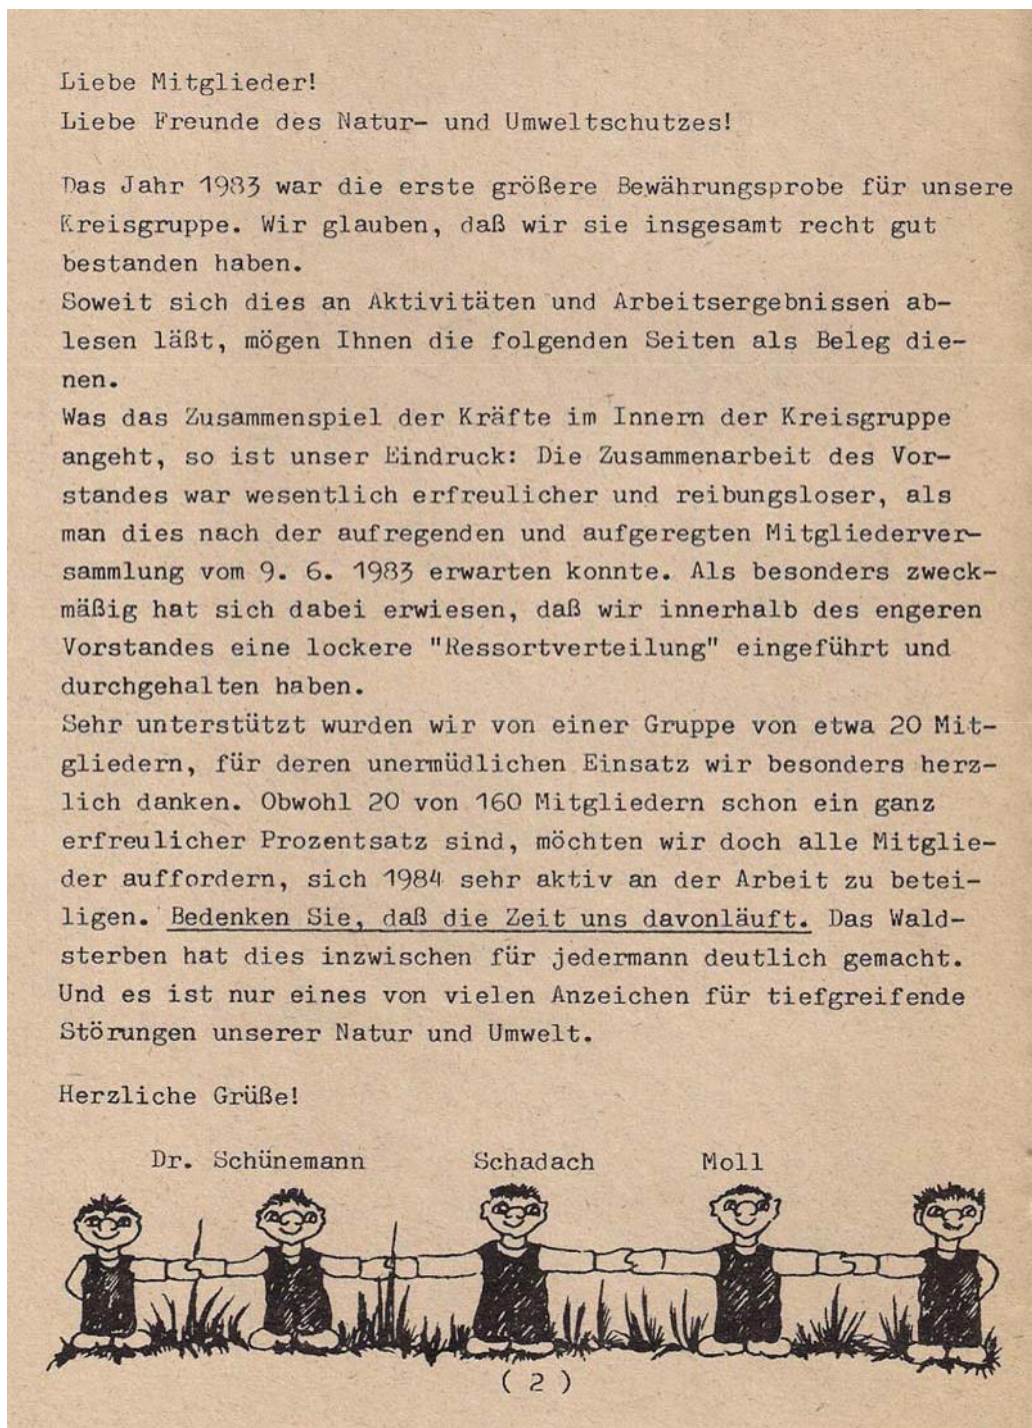 Liebe Mitglieder!
Liebe Freunde des Natur- und Umweltschutzes!
Das Jahr 1983 war die erste größere Bewährungsprobe für unsere
Kreisgruppe. Wir glauben, daß wir sie insgesamt recht gut
bestanden haben.
Soweit sich dies an Aktivitäten und Arbeitsergebnissen ab-
lesen läßt, mögen Ihnen die folgenden Seiten als Beleg die-
nen.
Was das Zusammenspiel der Kräfte im Innern der Kreisgruppe
angeht, so ist unser Eindruck: Die Zusammenarbeit des Vor-
standes war wesentlich erfreulicher und reibungsloser, als
man dies nach der aufregenden und aufgeregten Mitgliederver-
sammlung vom 9. 6. 1983 erwarten konnte. Als besonders zweck-
mäßig hat sich dabei erwiesen, daß wir innerhalb des engeren
Vorstandes eine lockere "Ressortverteilung" eingeführt und
durchgehalten haben.
Sehr unterstützt wurden wir von einer Gruppe von etwa 20 Mit-
gliedern, für deren unermüdlichen Einsatz wir besonders herz-
lich danken. Obwohl 20 von 160 Mitgliedern schon ein ganz
erfreulicher Prozentsatz sind, möchten wir doch alle Mitglie-
der auffordern, sich 1984 sehr aktiv an der Arbeit zu betei-
ligen. Bedenken Sie, daß die Zeit uns davonläuft. Das Wald-
sterben hat dies inzwischen für jedermann deutlich gemacht.
Und es ist nur eines von vielen Anzeichen für tiefgreifende
Störungen unserer Natur und Umwelt.
Herzliche Grüße!
Dr. Schünemann Schadach Moll
( 2 )